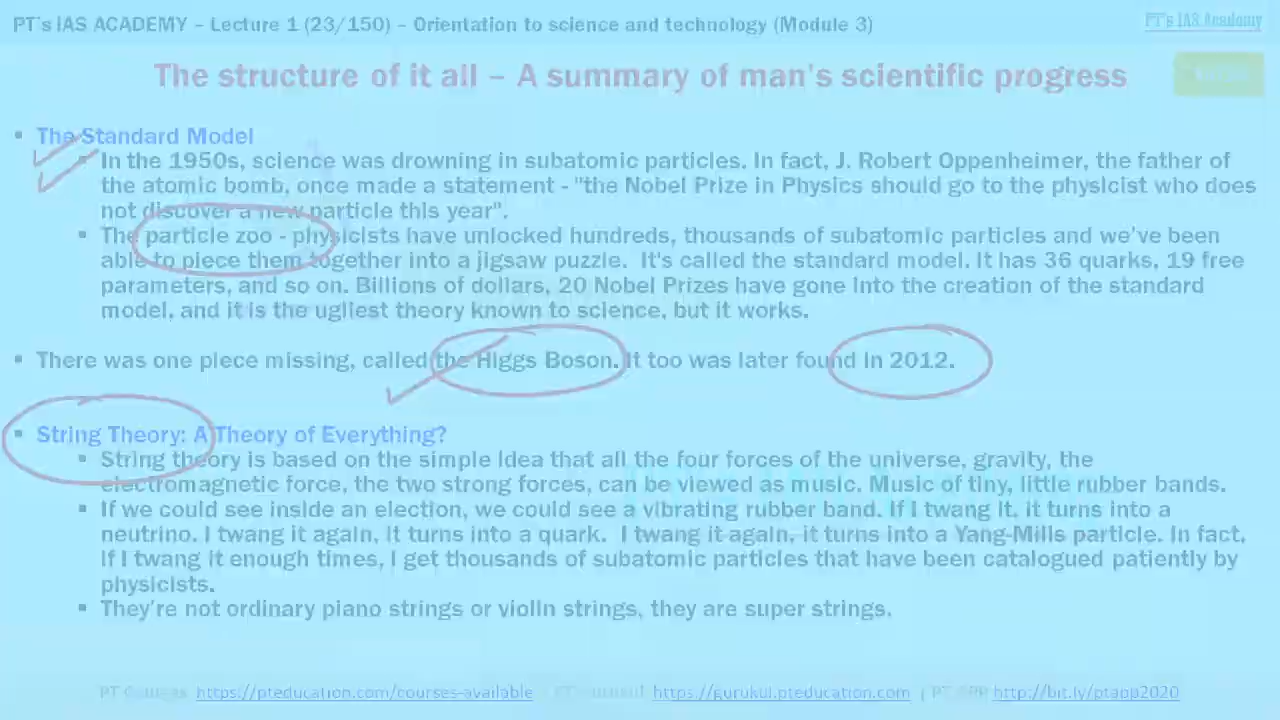 PT's IAS ACADEMY – Lecture 1 (23/150) – Orientation to science and technology (Module 3)
PT's IAS Academy
The structure of it all – A summary of man's scientific progress
▪ The Standard Model
▪ In the 1950s, science was drowning in subatomic particles. In fact, J. Robert Oppenheimer, the father of
the atomic bomb, once made a statement - "the Nobel Prize in Physics should go to the physicist who does
not discover a new particle this year".
▪ The particle zoo - physicists have unlocked hundreds, thousands of subatomic particles and we've been
able to piece them together into a jigsaw puzzle. It's called the standard model. It has 36 quarks, 19 free
parameters, and so on. Billions of dollars, 20 Nobel Prizes have gone into the creation of the standard
model, and it is the ugliest theory known to science, but it works.
▪ There was one piece missing, called the Higgs Boson. It too was later found in 2012.
▪ String Theory: A Theory of Everything?
▪ String theory is based on the simple idea that all the four forces of the universe, gravity, the
electromagnetic force, the two strong forces, can be viewed as music. Music of tiny, little rubber bands.
▪ If we could see inside an election, we could see a vibrating rubber band. If I twang it, it turns into a
neutrino. I twang it again, it turns into a quark. I twang it again, it turns into a Yang-Mills particle. In fact,
if I twang it enough times, I get thousands of subatomic particles that have been catalogued patiently by
physicists.
▪ They're not ordinary piano strings or violin strings, they are super strings.
PT Courses https://pteducation.com/courses-available PT Gurukul https://gurukul.pteducation.com | PT APP http://bit.ly/ptapp2020